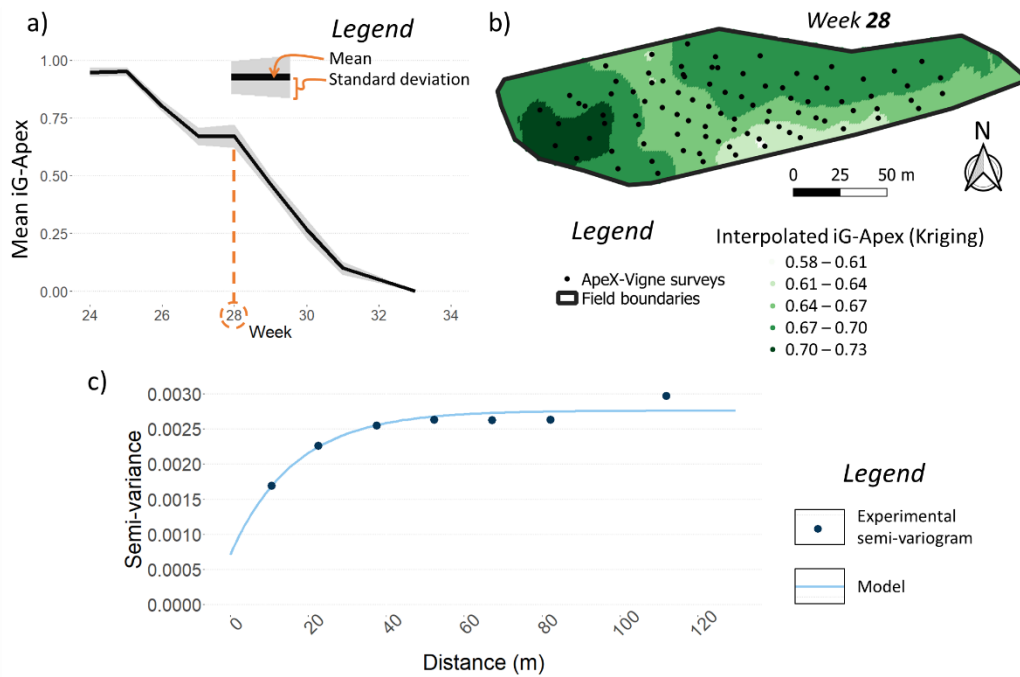 a)
Legend
Mean
Standard deviation
1.00
0.75
0.50
0.25
0.00
Mean iG-Apex
24
26
28
30
32
34
Week
b)
Week 28
N
0
25
50 m
Legend
ApeX-Vigne surveys
Field boundaries
Interpolated iG-Apex (Kriging)
0.58 – 0.61
0.61 – 0.64
0.64 – 0.67
0.67 – 0.70
0.70 – 0.73
c)
0.0030
0.0025
0.0020
0.0015
0.0010
0.0005
0.0000
Semi-variance
0
20
40
60
80
100
120
Distance (m)
Legend
Experimental
semi-variogram
Model